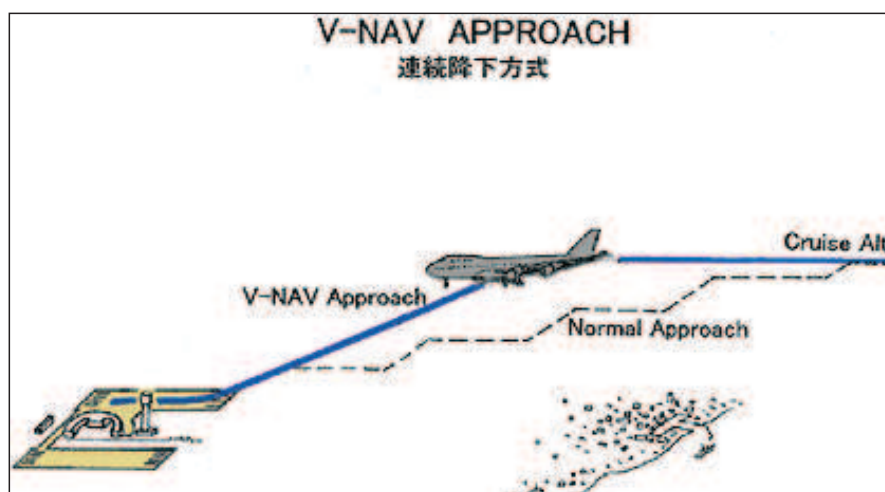 V-NAV APPROACH
連続降下方式
Cruise Alt
V-NAV Approach
Normal Approach